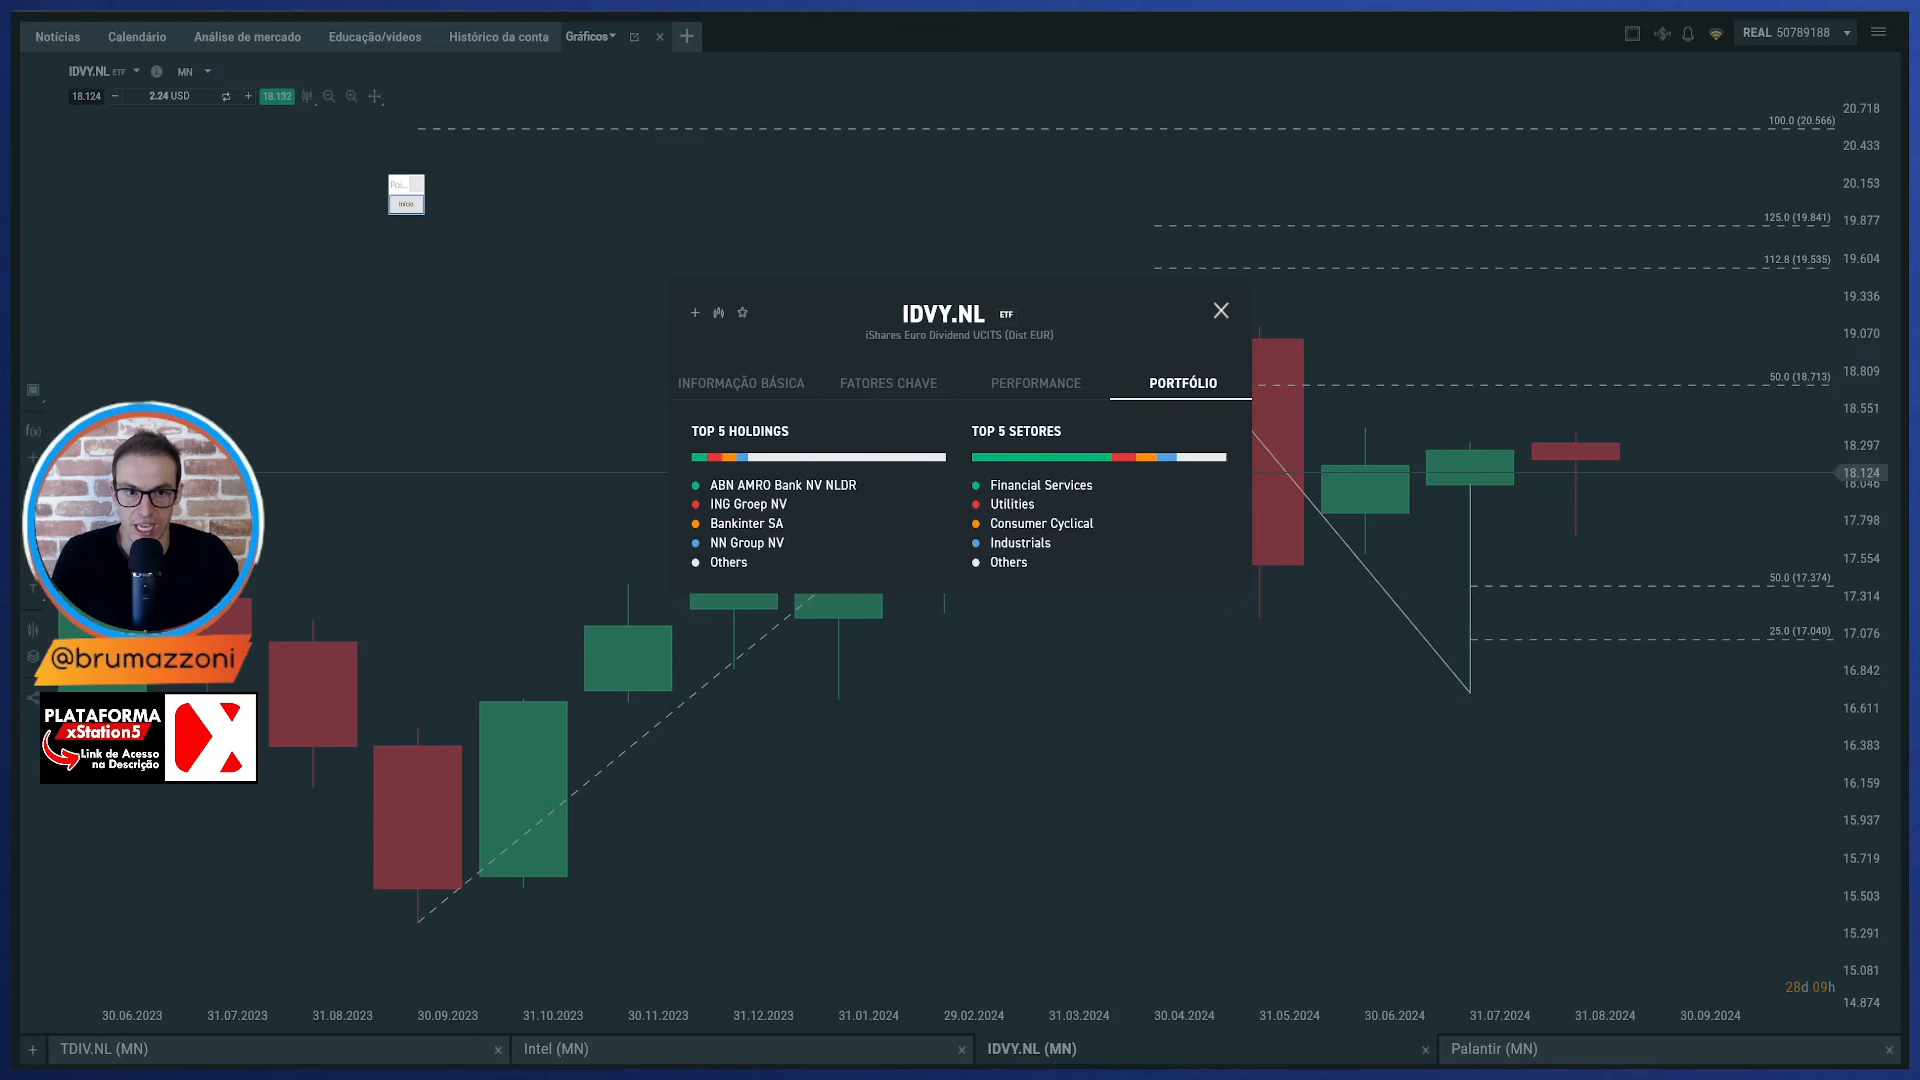 Notícias
Calendário
Análise de mercado
Educação/videos
Histórico da conta
Gráficos
REAL 50789188
IDVY.NL ETF
MN
18.124
2.24 USD
18.132
Poi...
Início
IDVY.NL ETF
iShares Euro Dividend UCITS (Dist EUR)
INFORMAÇÃO BÁSICA
FATORES CHAVE
PERFORMANCE
PORTFÓLIO
TOP 5 HOLDINGS
ABN AMRO Bank NV NLDR
ING Groep NV
Bankinter SA
NN Group NV
Others
TOP 5 SETORES
Financial Services
Utilities
Consumer Cyclical
Industrials
Others
100.0 (20.566)
125.0 (19.841)
112.8 (19.535)
50.0 (18.713)
50.0 (17.374)
25.0 (17.040)
20.718
20.433
20.153
19.877
19.604
19.336
19.070
18.809
18.551
18.297
18.124
18.046
17.798
17.554
17.314
17.076
16.842
16.611
16.383
16.159
15.937
15.719
15.503
15.291
15.081
14.874
28d 09h
f(x)
T
@brumazzoni
PLATAFORMA
xStation5
Link de Acesso
na Descrição
30.06.2023
31.07.2023
31.08.2023
30.09.2023
31.10.2023
30.11.2023
31.12.2023
31.01.2024
29.02.2024
31.03.2024
30.04.2024
31.05.2024
30.06.2024
31.07.2024
31.08.2024
30.09.2024
TDIV.NL (MN)
Intel (MN)
IDVY.NL (MN)
Palantir (MN)